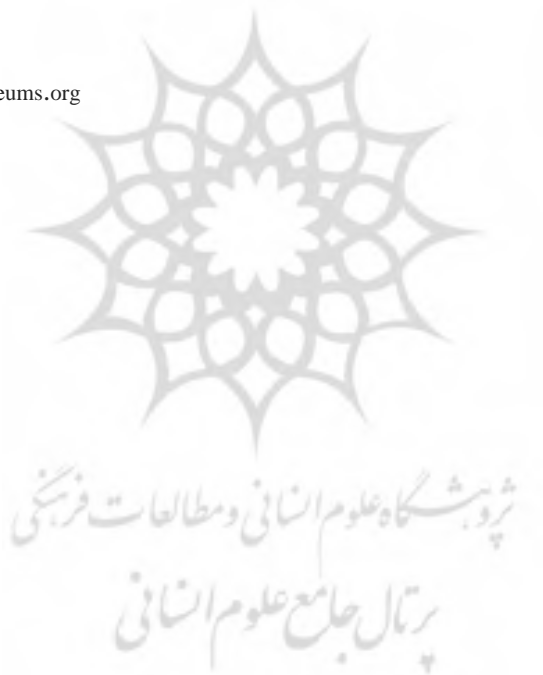 eums.org
پژوهشگاه علوم انسانی و مطالعات فرهنگی
پرتال جامع علوم انسانی